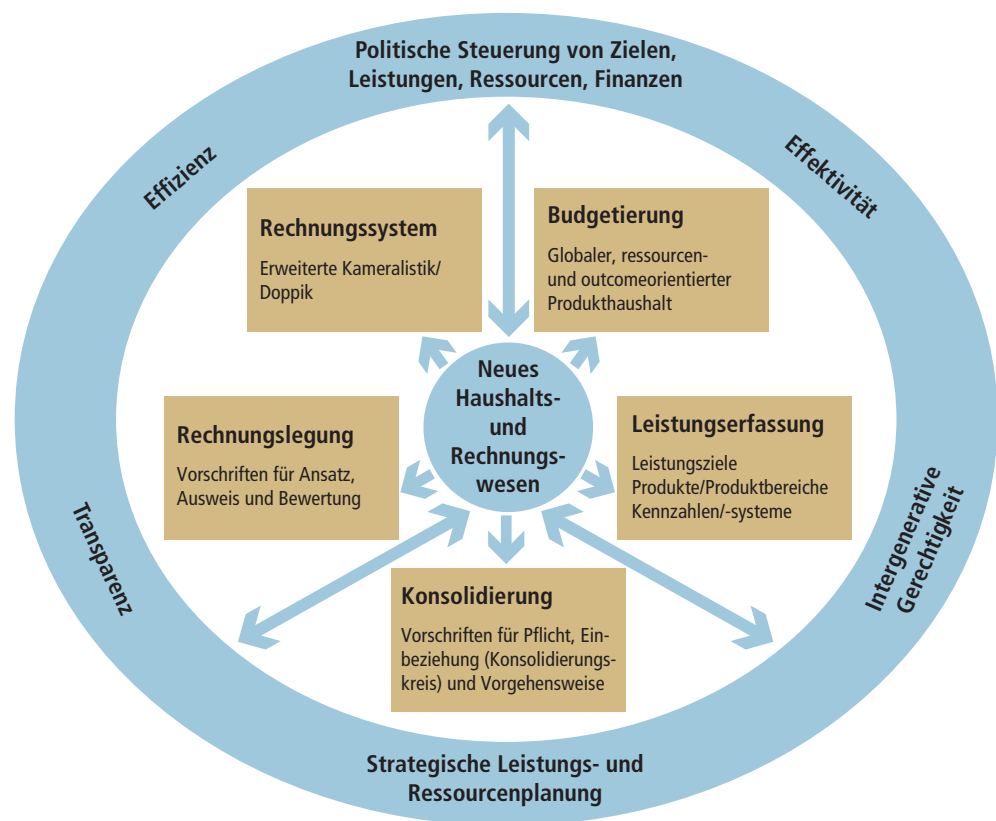 Politische Steuerung von Zielen,
Leistungen, Ressourcen, Finanzen
Effizienz
Effektivität
Rechnungssystem
Erweiterte Kameralistik/
Doppik
Budgetierung
Globaler, ressourcen-
und outcomeorientierter
Produkthaushalt
Neues
Haushalts-
und
Rechnungs-
wesen
Rechnungslegung
Vorschriften für Ansatz,
Ausweis und Bewertung
Leistungserfassung
Leistungsziele
Produkte/Produktbereiche
Kennzahlen/-systeme
Transparenz
Intergenerative
Gerechtigkeit
Konsolidierung
Vorschriften für Pflicht, Ein-
beziehung (Konsolidierungs-
kreis) und Vorgehensweise
Strategische Leistungs- und
Ressourcenplanung